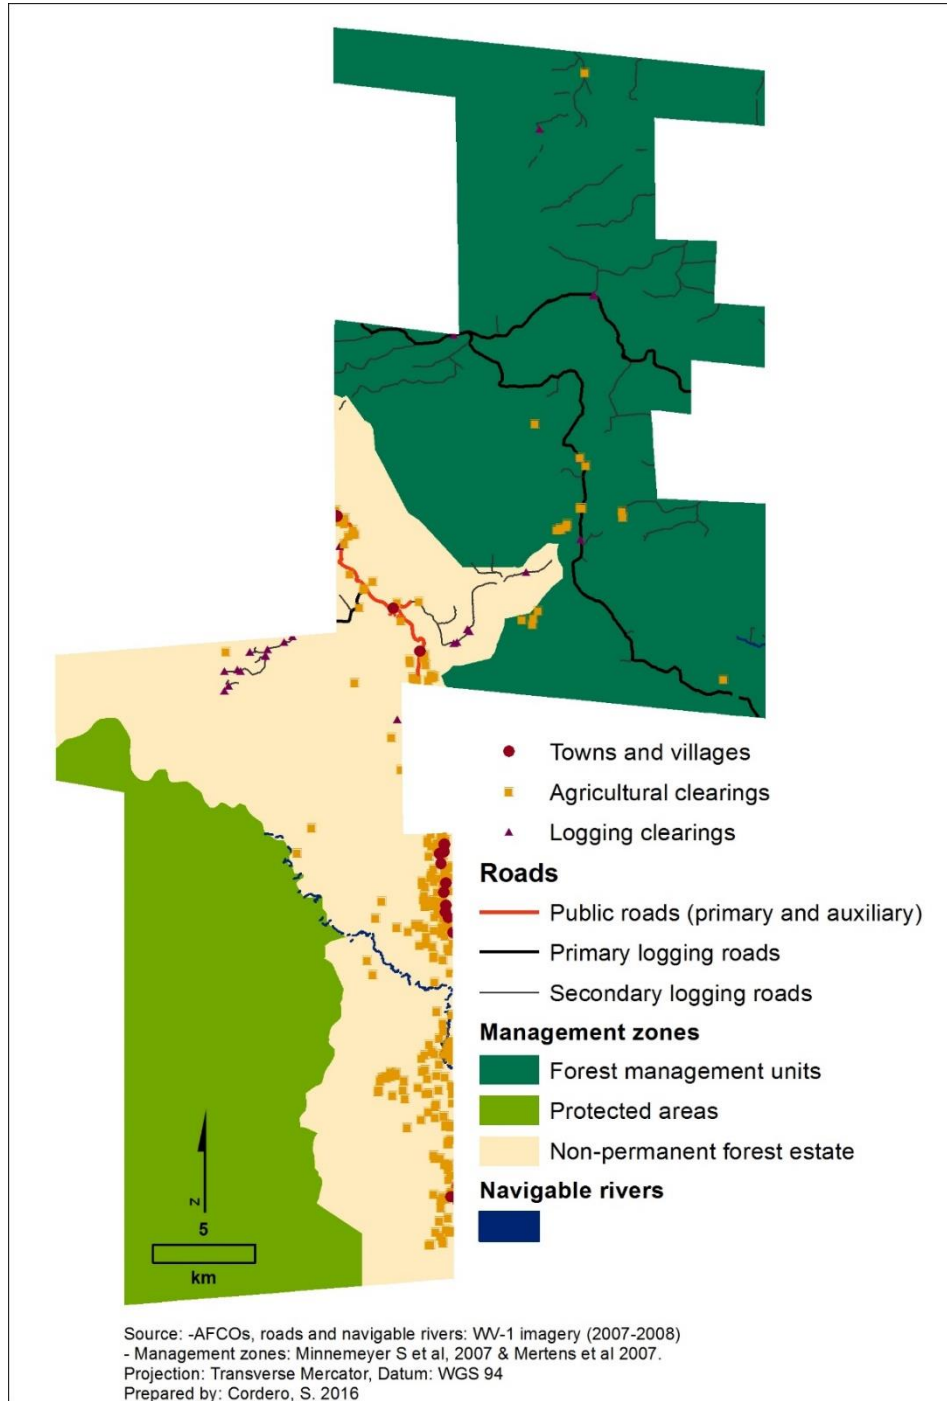 Towns and villages
Agricultural clearings
Logging clearings
Roads
Public roads (primary and auxiliary)
Primary logging roads
Secondary logging roads
Management zones
Forest management units
Protected areas
Non-permanent forest estate
Navigable rivers
N
5
km
Source: -AFCOs, roads and navigable rivers: WV-1 imagery (2007-2008)
- Management zones: Minnemeyer S et al, 2007 & Mertens et al 2007.
Projection: Transverse Mercator, Datum: WGS 94
Prepared by: Cordero, S. 2016